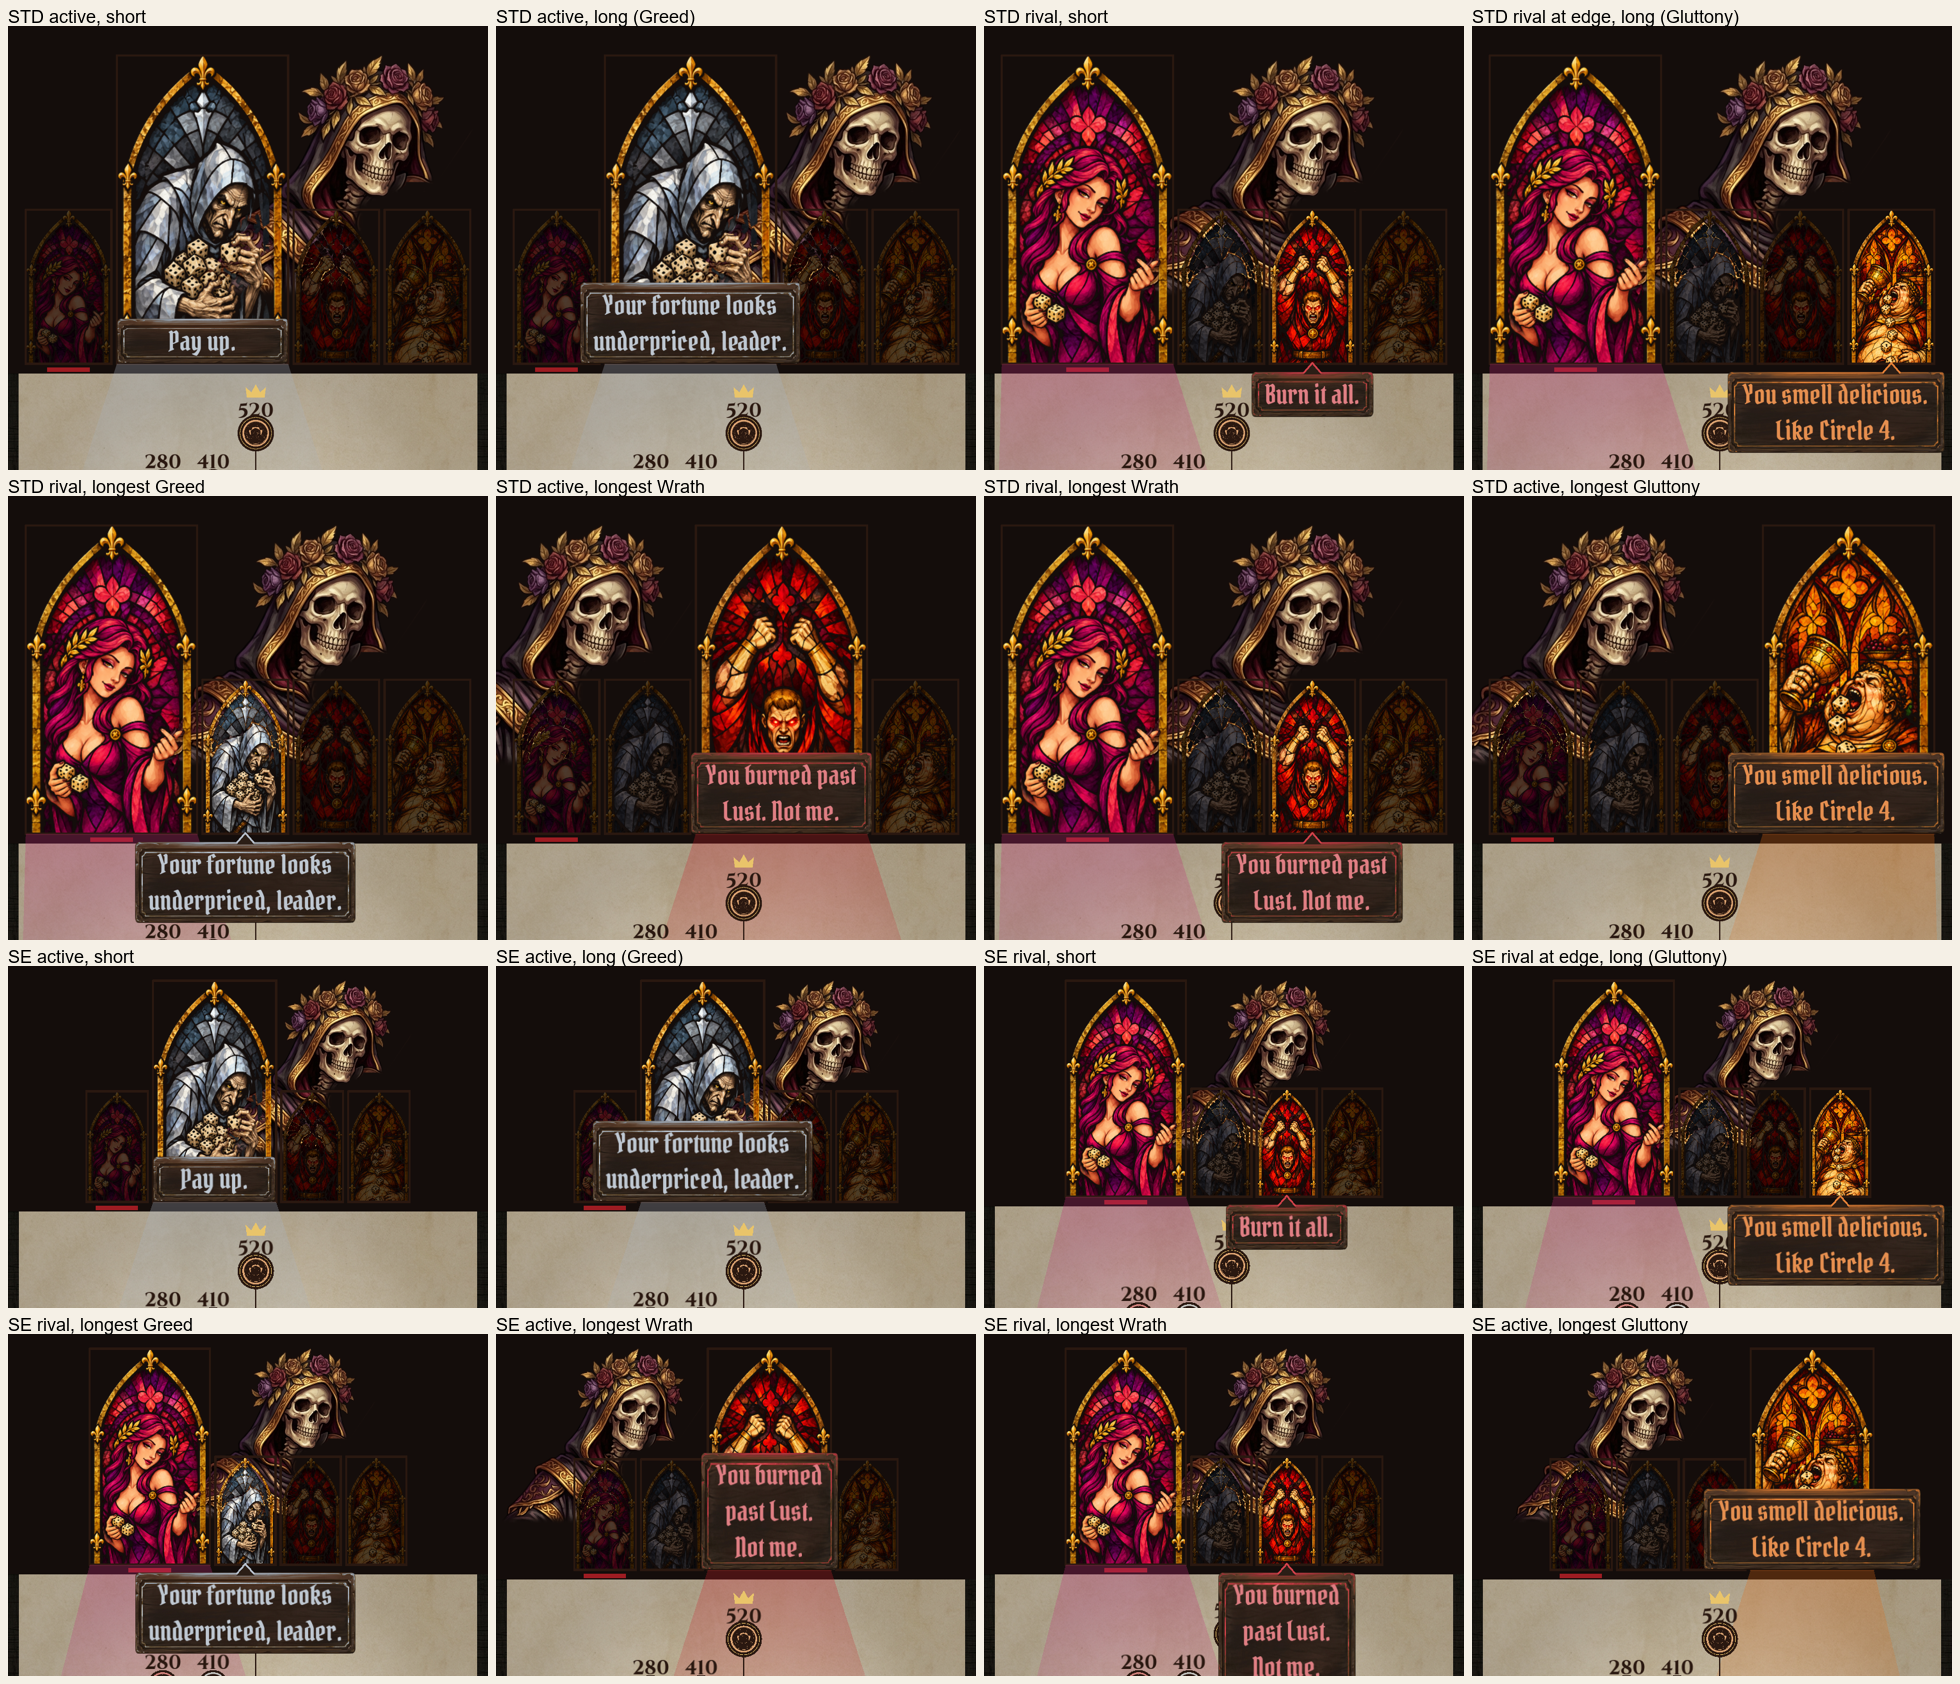 STD active, short
Pay up.
520
280 410
STD active, long (Greed)
Your fortune looks
underpriced, leader.
520
280 410
STD rival, short
Burn it all.
520
280 410
STD rival at edge, long (Gluttony)
You smell delicious.
Like Circle 4.
280 410
STD rival, longest Greed
Your fortune looks
underpriced, leader.
280 410
STD active, longest Wrath
You burned past
Lust. Not me.
520
280 410
STD rival, longest Wrath
You burned past
Lust. Not me.
280 410
STD active, longest Gluttony
You smell delicious.
Like Circle 4.
520
280 410
SE active, short
Pay up.
520
280 410
SE active, long (Greed)
Your fortune looks
underpriced, leader.
520
280 410
SE rival, short
Burn it all.
280 410
SE rival at edge, long (Gluttony)
You smell delicious.
Like Circle 4.
280 410
SE rival, longest Greed
Your fortune looks
underpriced, leader.
280 410
SE active, longest Wrath
You burned
past Lust.
Not me.
520
280 410
SE rival, longest Wrath
You burned
past Lust.
Not me.
280 410
SE active, longest Gluttony
You smell delicious.
Like Circle 4.
520
280 410